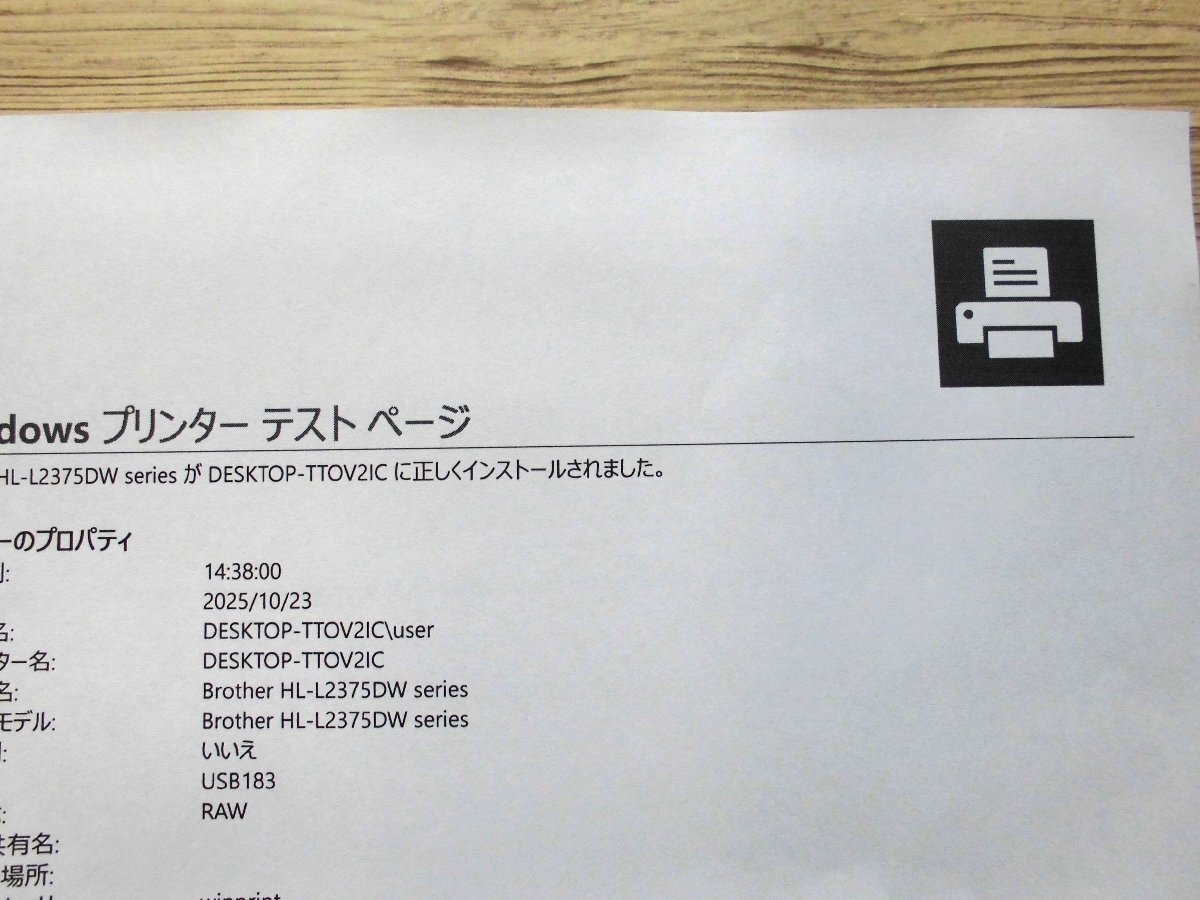 dows プリンター テスト ページ
HL-L2375DW series が DESKTOP-TTOV2IC に正しくインストールされました。
ーのプロパティ
刻: 14:38:00
2025/10/23
名: DESKTOP-TTOV2IC\user
ター名: DESKTOP-TTOV2IC
名: Brother HL-L2375DW series
モデル: Brother HL-L2375DW series
: いいえ
USB183
: RAW
共有名:
場所:
winprint